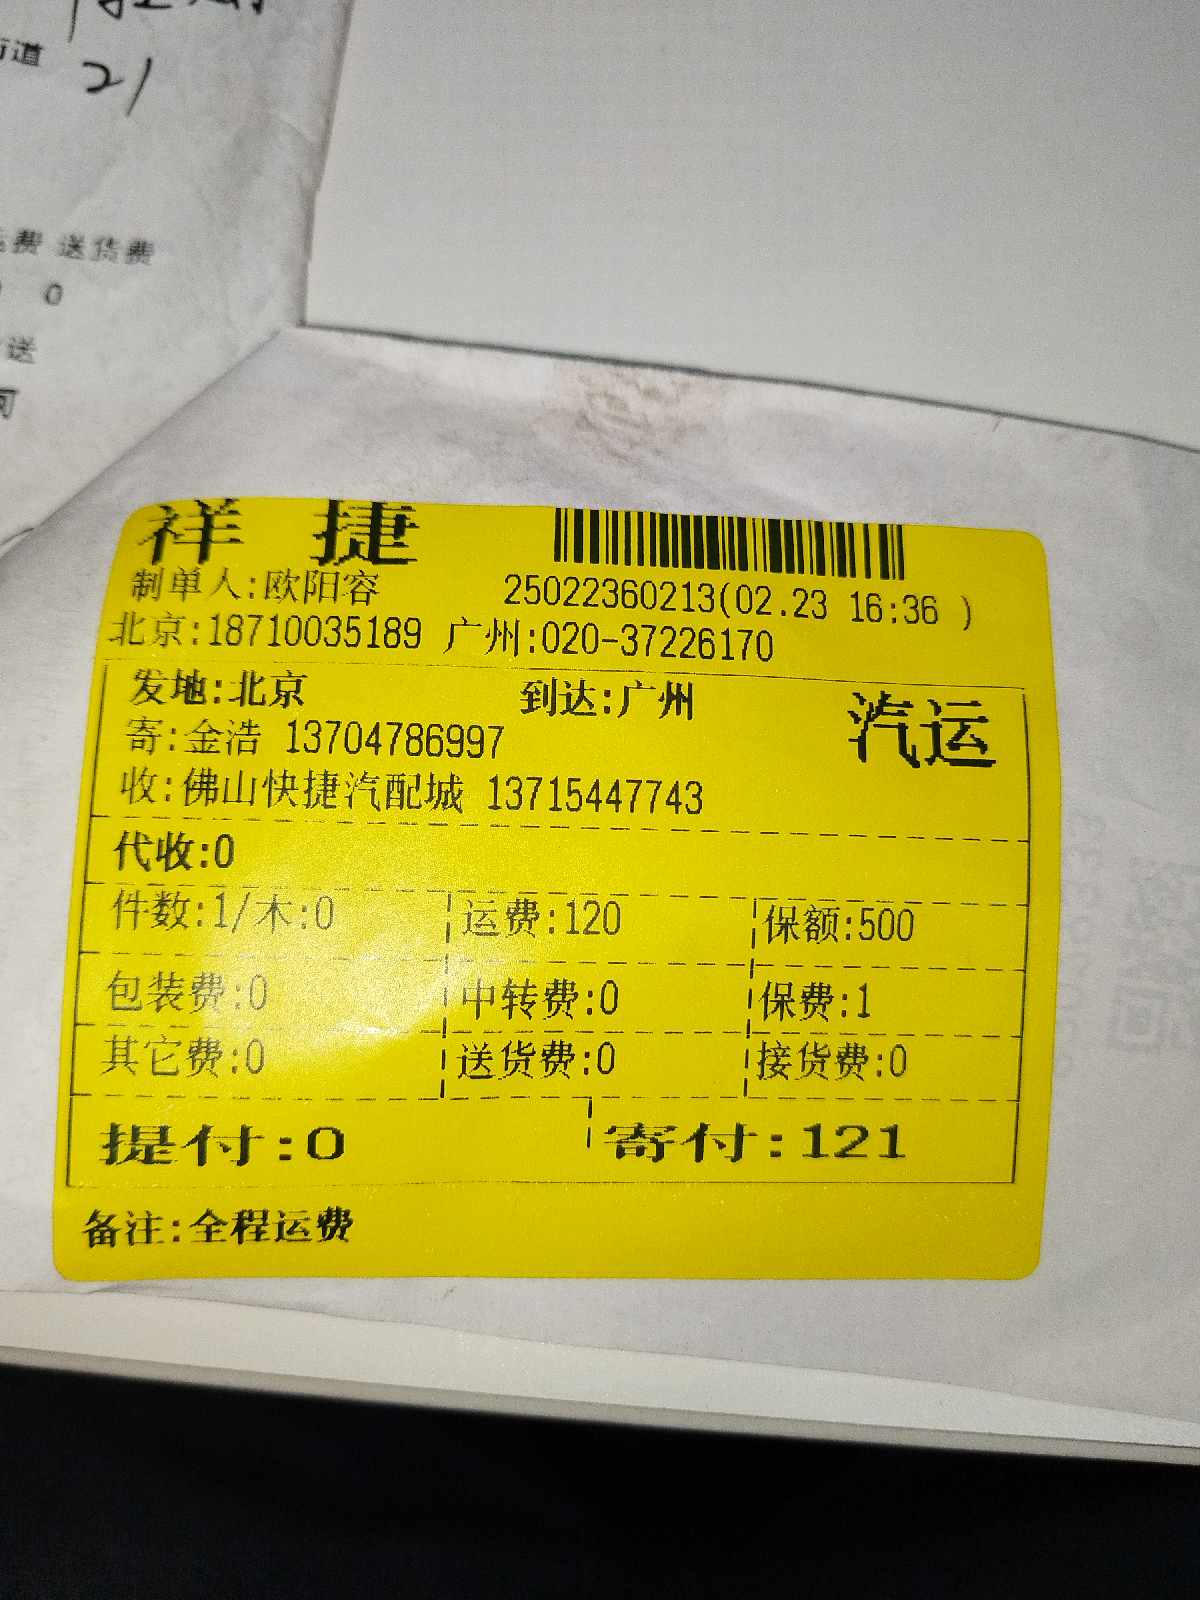 街道
21
费 送货费
0
送
祥 捷
制单人:欧阳容
25022360213(02.23 16:36 )
北京:18710035189 广州:020-37226170
发地:北京 到达:广州 汽运
寄:金浩 13704786997
收:佛山快捷汽配城 13715447743
代收:0
件数:1/木:0 运费:120 保额:500
包装费:0 中转费:0 保费:1
其它费:0 送货费:0 接货费:0
提付:0 寄付:121
备注:全程运费